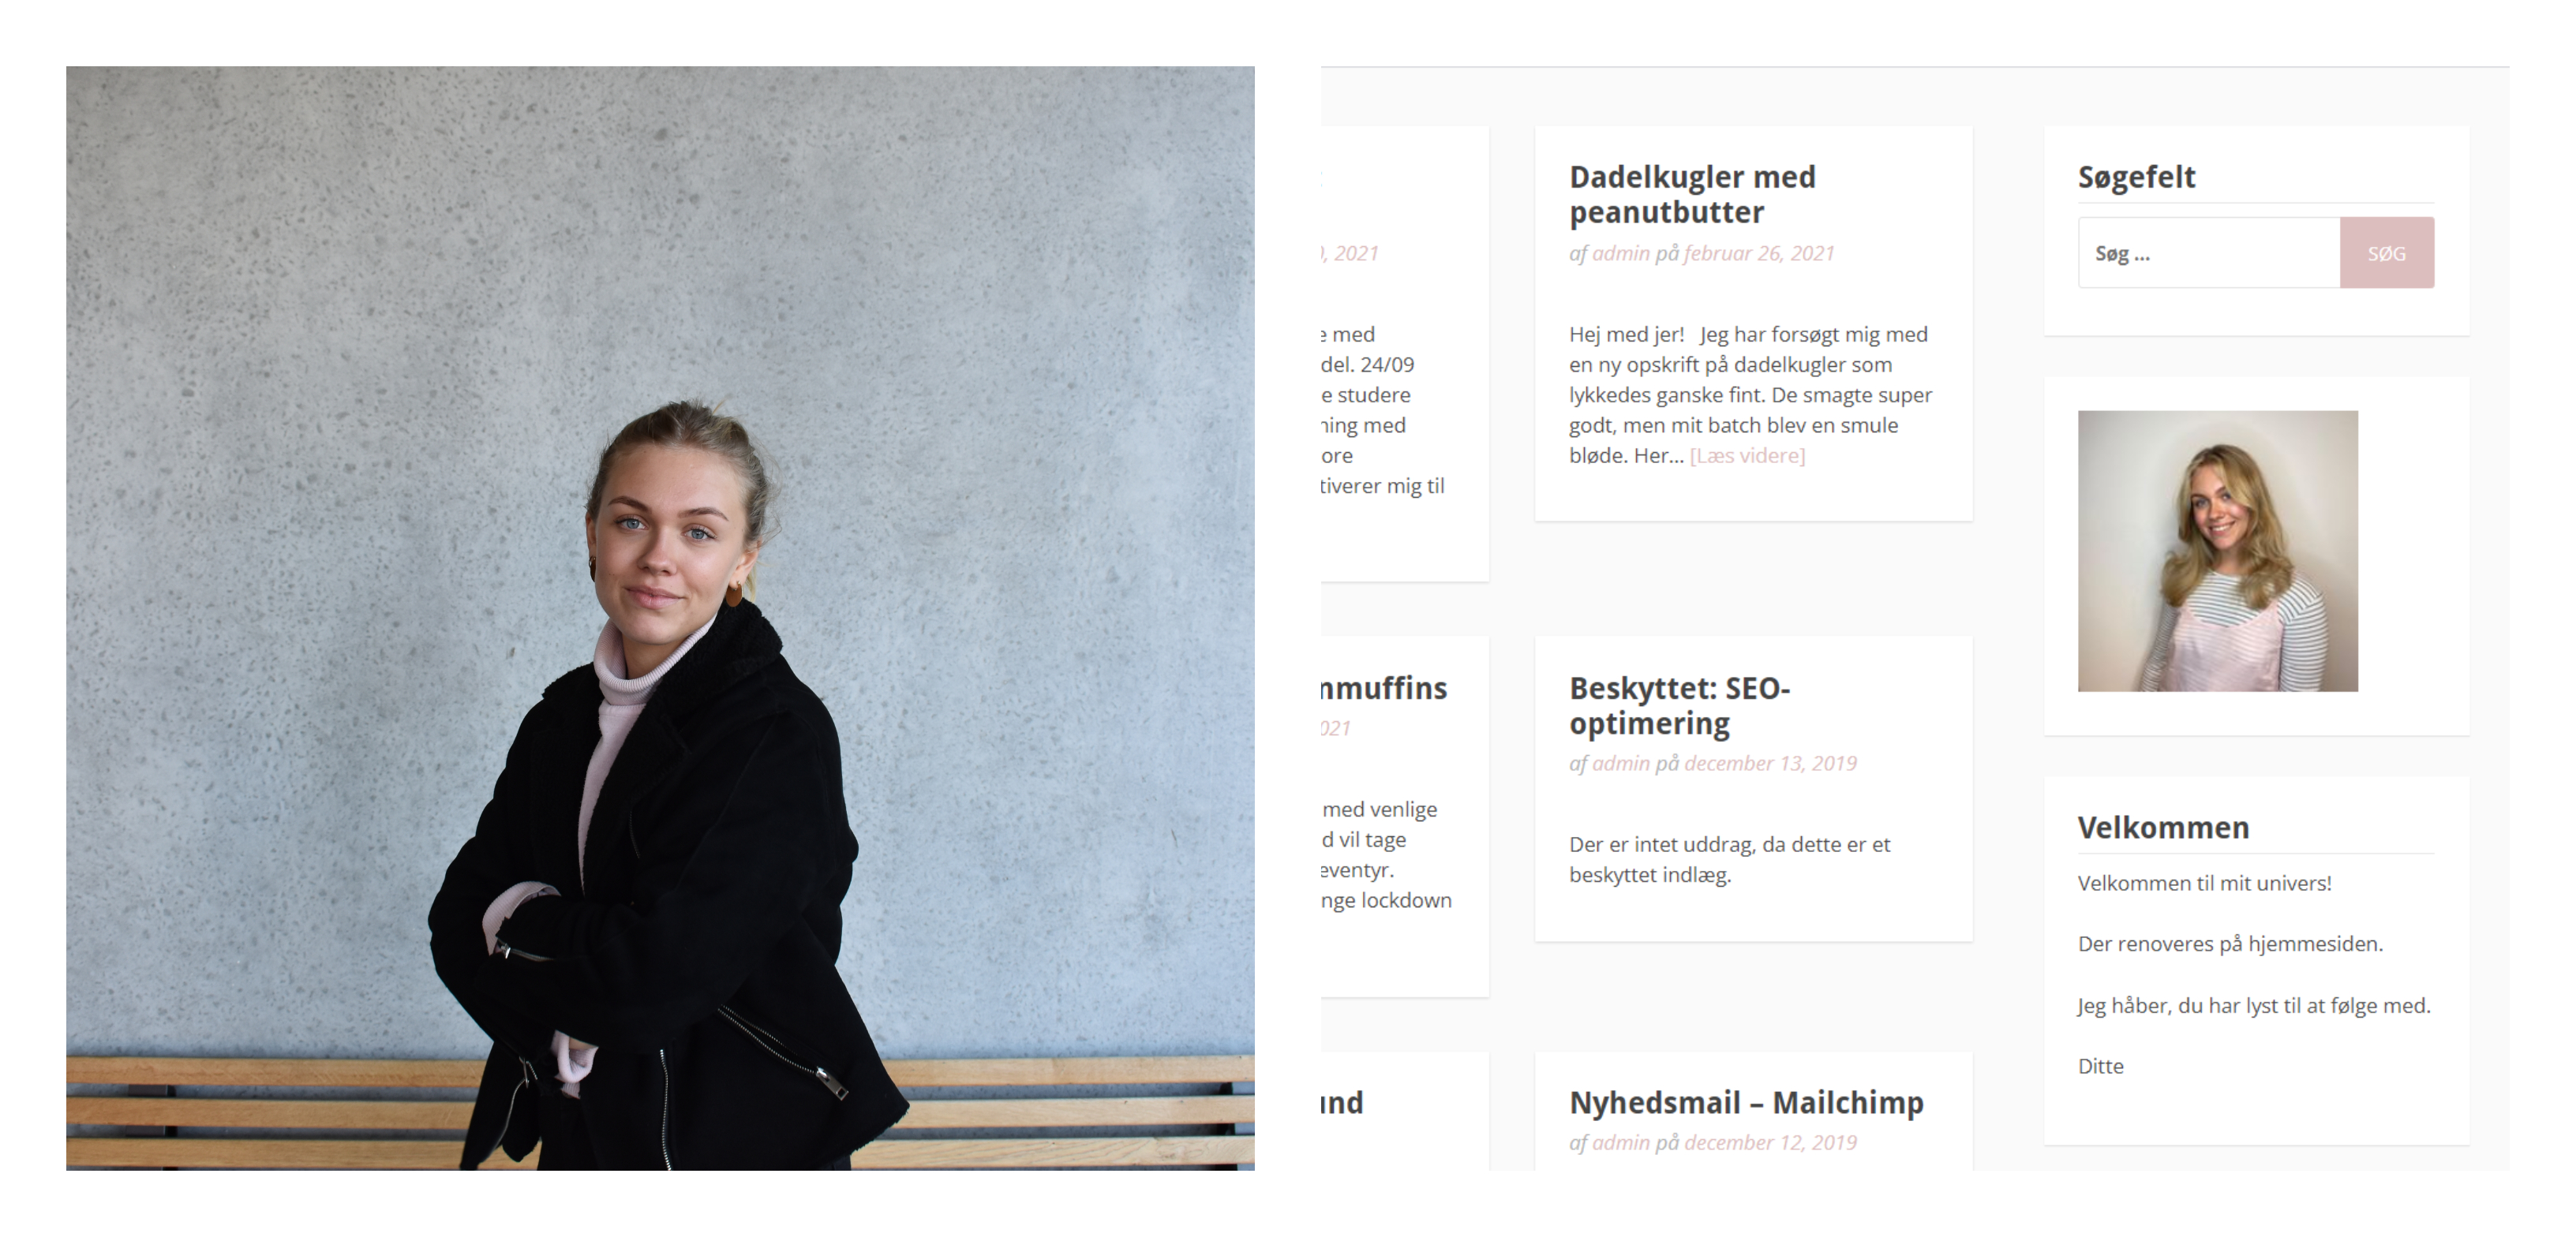 0, 2021
med
del. 24/09
e studere
ning med
ore
tiverer mig til
nmuffins
021
med venlige
d vil tage
eventyr.
nge lockdown
und
Dadelkugler med
peanutbutter
af admin på februar 26, 2021
Hej med jer! Jeg har forsøgt mig med
en ny opskrift på dadelkugler som
lykkedes ganske fint. De smagte super
godt, men mit batch blev en smule
bløde. Her... [Læs videre]
Beskyttet: SEO-
optimering
af admin på december 13, 2019
Der er intet uddrag, da dette er et
beskyttet indlæg.
Nyhedsmail – Mailchimp
af admin på december 12, 2019
Søgefelt
Søg ...
SØG
Velkommen
Velkommen til mit univers!
Der renoveres på hjemmesiden.
Jeg håber, du har lyst til at følge med.
Ditte